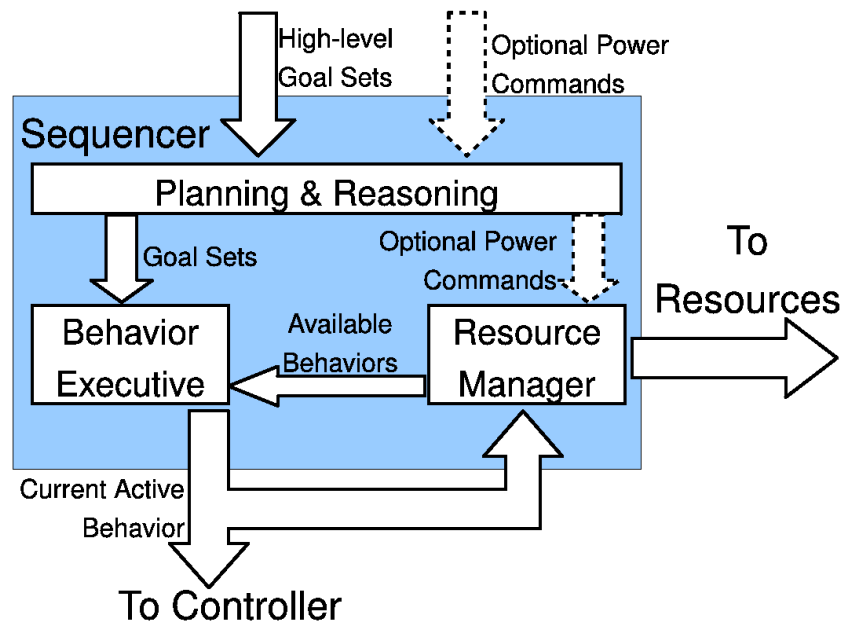 High-level
Goal Sets
Optional Power
Commands
Sequencer
Planning & Reasoning
Goal Sets
Optional Power
Commands
To
Resources
Behavior
Executive
Available
Behaviors
Resource
Manager
Current Active
Behavior
To Controller